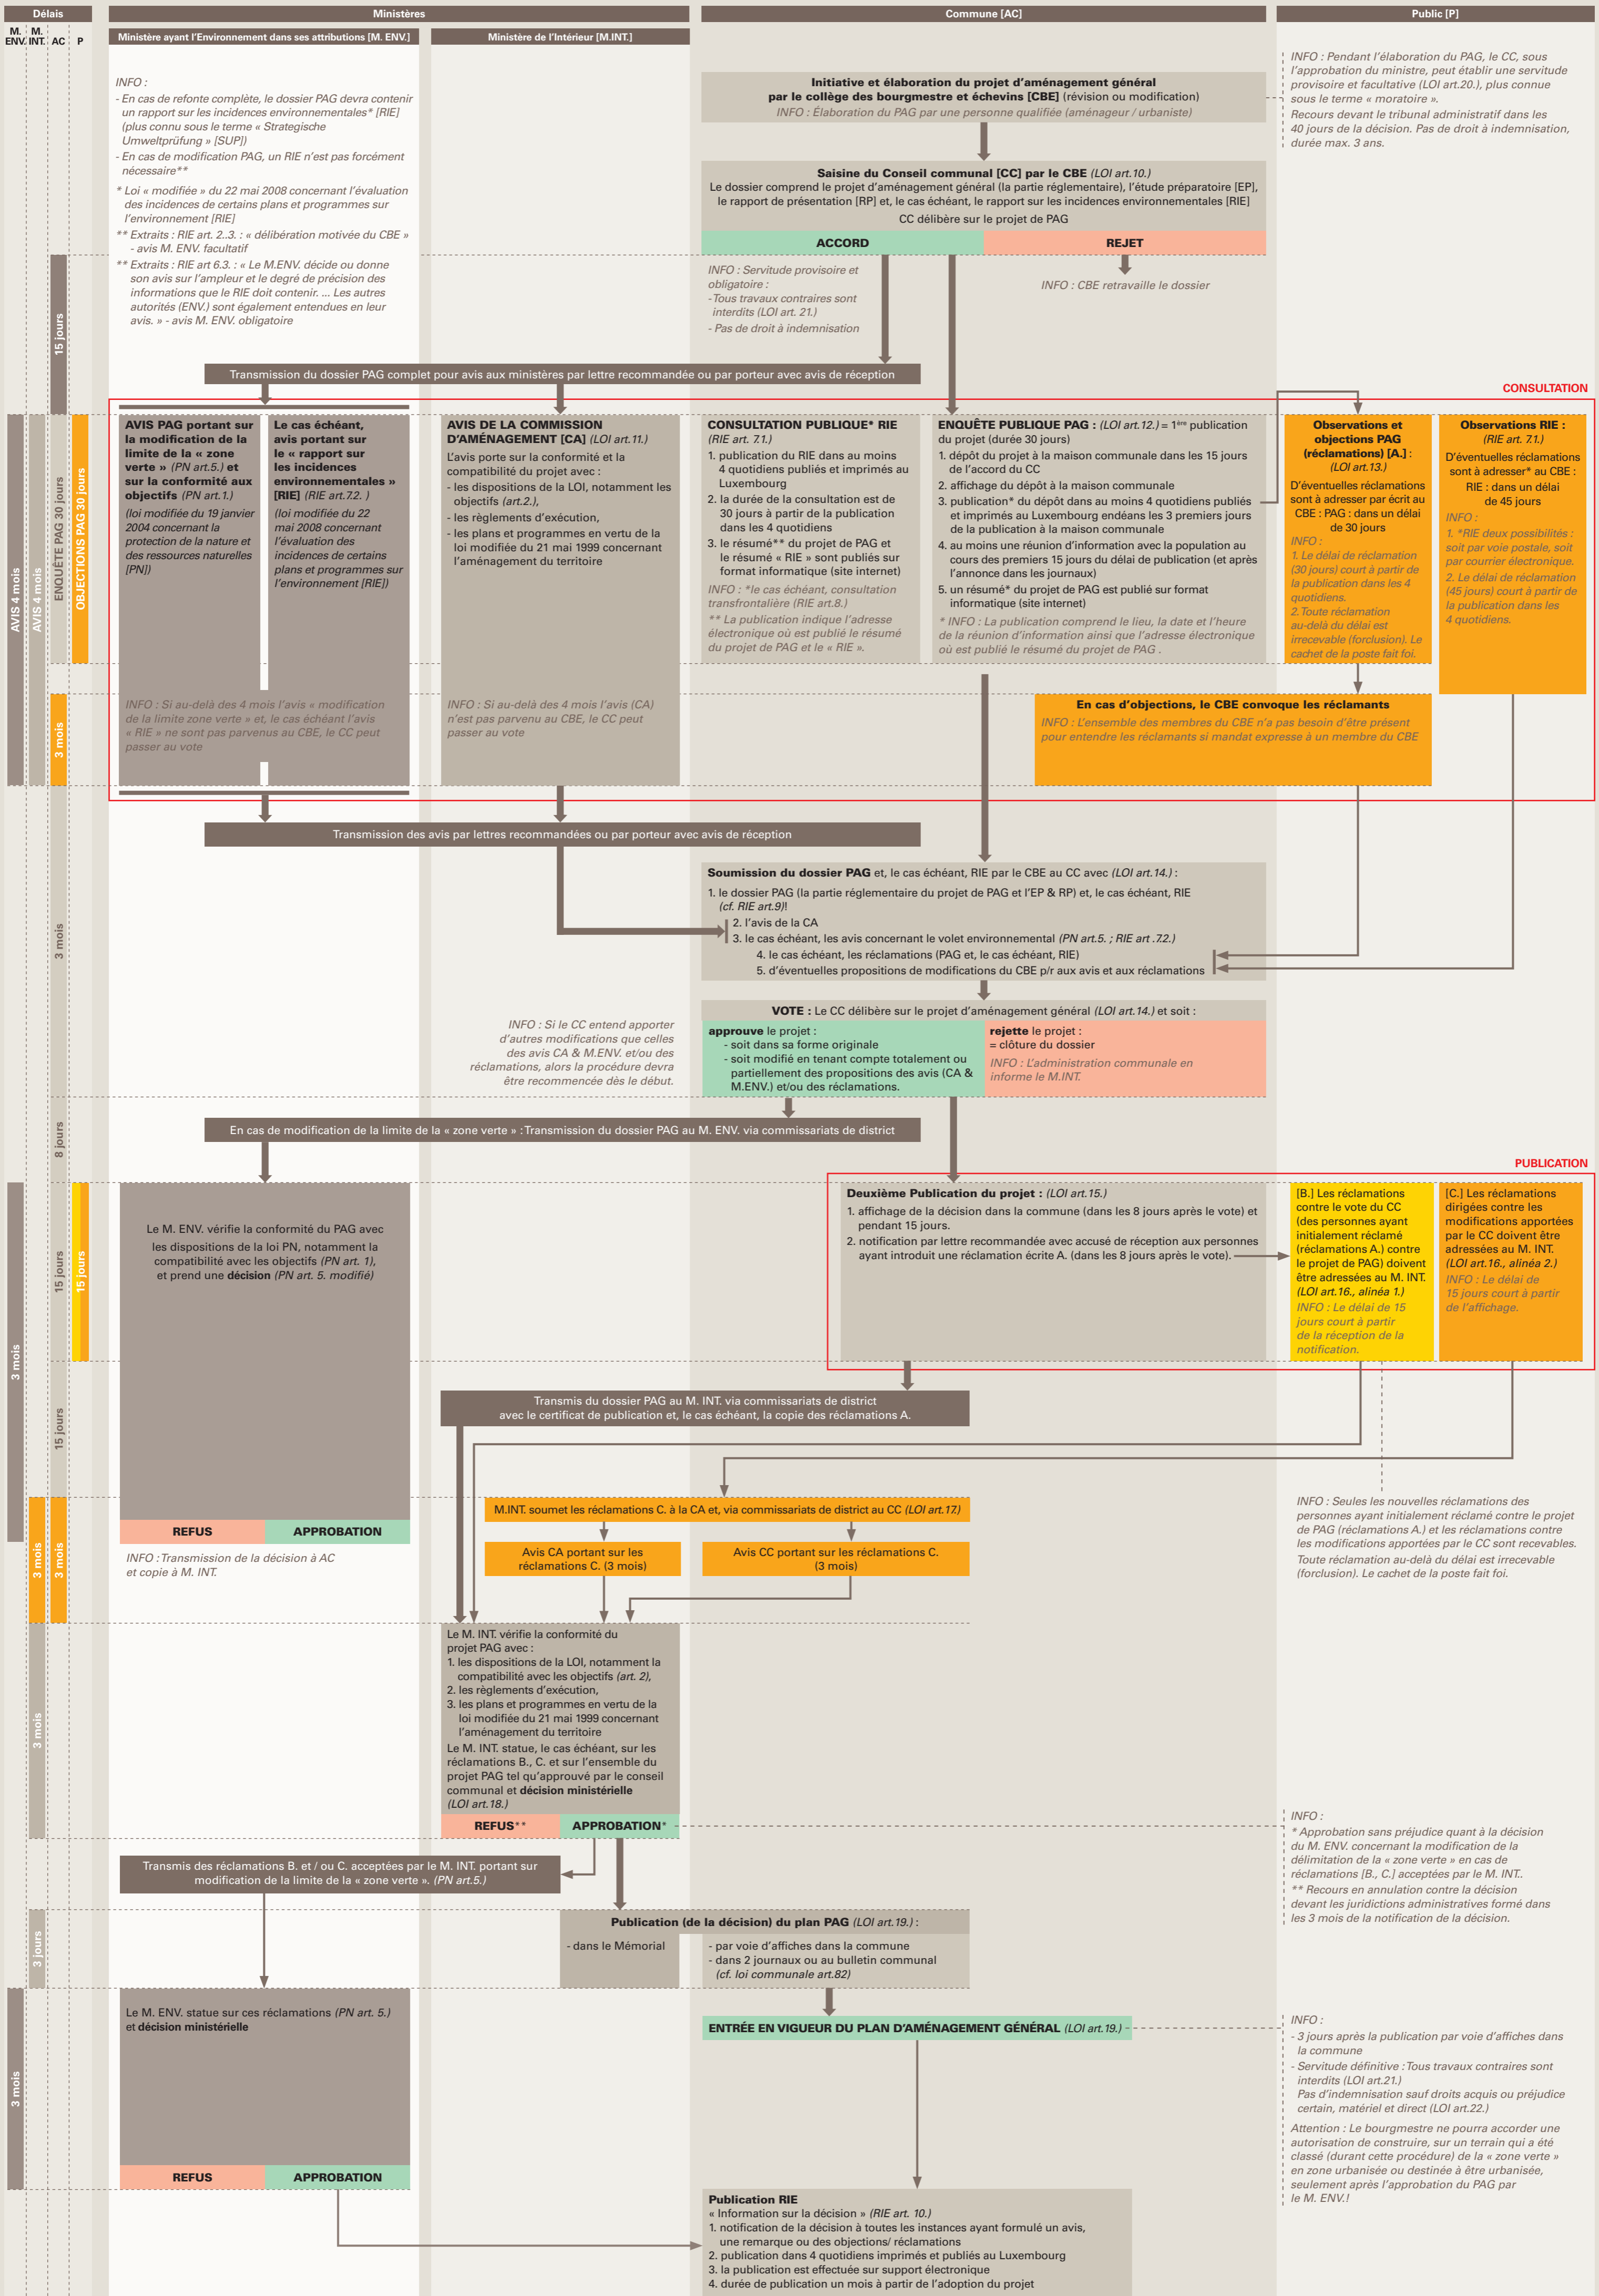 Délais
Ministères
Commune [AC]
Public [P]
M. ENV.
M. INT.
AC
P
Ministère ayant l'Environnement dans ses attributions [M. ENV.]
Ministère de l'Intérieur [M.INT.]
INFO :
- En cas de refonte complète, le dossier PAG devra contenir
un rapport sur les incidences environnementales* [RIE]
(plus connu sous le terme « Strategische
Umweltprüfung » [SUP])
- En cas de modification PAG, un RIE n'est pas forcément
nécessaire**
* Loi « modifiée » du 22 mai 2008 concernant l'évaluation
des incidences de certains plans et programmes sur
l'environnement [RIE]
** Extraits : RIE art. 2..3. : « délibération motivée du CBE »
- avis M. ENV. facultatif
** Extraits : RIE art 6.3. : « Le M.ENV. décide ou donne
son avis sur l'ampleur et le degré de précision des
informations que le RIE doit contenir. ... Les autres
autorités (ENV.) sont également entendues en leur
avis. » - avis M. ENV. obligatoire
Initiative et élaboration du projet d'aménagement général
par le collège des bourgmestre et échevins [CBE] (révision ou modification)
INFO : Élaboration du PAG par une personne qualifiée (aménageur / urbaniste)
INFO : Pendant l'élaboration du PAG, le CC, sous
l'approbation du ministre, peut établir une servitude
provisoire et facultative (LOI art.20.), plus connue
sous le terme « moratoire ».
Recours devant le tribunal administratif dans les
40 jours de la décision. Pas de droit à indemnisation,
durée max. 3 ans.
Saisine du Conseil communal [CC] par le CBE (LOI art.10.)
Le dossier comprend le projet d'aménagement général (la partie réglementaire), l'étude préparatoire [EP],
le rapport de présentation [RP] et, le cas échéant, le rapport sur les incidences environnementales [RIE]
CC délibère sur le projet de PAG
ACCORD
REJET
INFO : Servitude provisoire et
obligatoire :
-Tous travaux contraires sont
interdits (LOI art. 21.)
- Pas de droit à indemnisation
INFO : CBE retravaille le dossier
15 jours
Transmission du dossier PAG complet pour avis aux ministères par lettre recommandée ou par porteur avec avis de réception
CONSULTATION
AVIS 4 mois
AVIS 4 mois
ENQUÊTE PAG 30 jours
OBJECTIONS PAG 30 jours
3 mois
AVIS PAG portant sur
la modification de la
limite de la « zone
verte » (PN art.5.) et
sur la conformité aux
objectifs (PN art.1.)
(loi modifiée du 19 janvier
2004 concernant la
protection de la nature et
des ressources naturelles
[PN])
Le cas échéant,
avis portant sur
le « rapport sur
les incidences
environnementales »
[RIE] (RIE art.7.2. )
(loi modifiée du 22
mai 2008 concernant
l'évaluation des
incidences de certains
plans et programmes sur
l'environnement [RIE])
INFO : Si au-delà des 4 mois l'avis « modification
de la limite zone verte » et, le cas échéant l'avis
« RIE » ne sont pas parvenus au CBE, le CC peut
passer au vote
AVIS DE LA COMMISSION
D'AMÉNAGEMENT [CA] (LOI art.11.)
L'avis porte sur la conformité et la
compatibilité du projet avec :
- les dispositions de la LOI, notamment les
objectifs (art.2.),
- les règlements d'exécution,
- les plans et programmes en vertu de la
loi modifiée du 21 mai 1999 concernant
l'aménagement du territoire
INFO : Si au-delà des 4 mois l'avis (CA)
n'est pas parvenu au CBE, le CC peut
passer au vote
CONSULTATION PUBLIQUE* RIE
(RIE art. 7.1.)
1. publication du RIE dans au moins
4 quotidiens publiés et imprimés au
Luxembourg
2. la durée de la consultation est de
30 jours à partir de la publication
dans les 4 quotidiens
3. le résumé** du projet de PAG et
le résumé « RIE » sont publiés sur
format informatique (site internet)
INFO : *le cas échéant, consultation
transfrontalière (RIE art.8.)
** La publication indique l'adresse
électronique où est publié le résumé
du projet de PAG et le « RIE ».
ENQUÊTE PUBLIQUE PAG : (LOI art.12.) = 1ère publication
du projet (durée 30 jours)
1. dépôt du projet à la maison communale dans les 15 jours
de l'accord du CC
2. affichage du dépôt à la maison communale
3. publication* du dépôt dans au moins 4 quotidiens publiés
et imprimés au Luxembourg endéans les 3 premiers jours
de la publication à la maison communale
4. au moins une réunion d'information avec la population au
cours des premiers 15 jours du délai de publication (et après
l'annonce dans les journaux)
5. un résumé* du projet de PAG est publié sur format
informatique (site internet)
* INFO : La publication comprend le lieu, la date et l'heure
de la réunion d'information ainsi que l'adresse électronique
où est publié le résumé du projet de PAG .
Observations et
objections PAG
(réclamations) [A.] :
(LOI art.13.)
D'éventuelles réclamations
sont à adresser par écrit au
CBE : PAG : dans un délai
de 30 jours
INFO :
1. Le délai de réclamation
(30 jours) court à partir de
la publication dans les 4
quotidiens.
2. Toute réclamation
au-delà du délai est
irrecevable (forclusion). Le
cachet de la poste fait foi.
Observations RIE :
(RIE art. 7.1.)
D'éventuelles réclamations
sont à adresser* au CBE :
RIE : dans un délai
de 45 jours
INFO :
1. *RIE deux possibilités :
soit par voie postale, soit
par courrier électronique.
2. Le délai de réclamation
(45 jours) court à partir de
la publication dans les
4 quotidiens.
En cas d'objections, le CBE convoque les réclamants
INFO : L'ensemble des membres du CBE n'a pas besoin d'être présent
pour entendre les réclamants si mandat expresse à un membre du CBE
Transmission des avis par lettres recommandées ou par porteur avec avis de réception
3 mois
Soumission du dossier PAG et, le cas échéant, RIE par le CBE au CC avec (LOI art.14.) :
1. le dossier PAG (la partie réglementaire du projet de PAG et l'EP & RP) et, le cas échéant, RIE
(cf. RIE art.9)!
2. l'avis de la CA
3. le cas échéant, les avis concernant le volet environnemental (PN art.5. ; RIE art .7.2.)
4. le cas échéant, les réclamations (PAG et, le cas échéant, RIE)
5. d'éventuelles propositions de modifications du CBE p/r aux avis et aux réclamations
VOTE : Le CC délibère sur le projet d'aménagement général (LOI art.14.) et soit :
INFO : Si le CC entend apporter
d'autres modifications que celles
des avis CA & M.ENV. et/ou des
réclamations, alors la procédure devra
être recommencée dès le début.
approuve le projet :
- soit dans sa forme originale
- soit modifié en tenant compte totalement ou
partiellement des propositions des avis (CA &
M.ENV.) et/ou des réclamations.
rejette le projet :
= clôture du dossier
INFO : L'administration communale en
informe le M.INT.
8 jours
En cas de modification de la limite de la « zone verte » : Transmission du dossier PAG au M. ENV. via commissariats de district
PUBLICATION
3 mois
15 jours
15 jours
Le M. ENV. vérifie la conformité du PAG avec
les dispositions de la loi PN, notamment la
compatibilité avec les objectifs (PN art. 1),
et prend une décision (PN art. 5. modifié)
Deuxième Publication du projet : (LOI art.15.)
1. affichage de la décision dans la commune (dans les 8 jours après le vote) et
pendant 15 jours.
2. notification par lettre recommandée avec accusé de réception aux personnes
ayant introduit une réclamation écrite A. (dans les 8 jours après le vote).
[B.] Les réclamations
contre le vote du CC
(des personnes ayant
initialement réclamé
(réclamations A.) contre
le projet de PAG) doivent
être adressées au M. INT.
(LOI art.16., alinéa 1.)
INFO : Le délai de 15
jours court à partir
de la réception de la
notification.
[C.] Les réclamations
dirigées contre les
modifications apportées
par le CC doivent être
adressées au M. INT.
(LOI art.16., alinéa 2.)
INFO : Le délai de
15 jours court à partir
de l'affichage.
15 jours
Transmis du dossier PAG au M. INT. via commissariats de district
avec le certificat de publication et, le cas échéant, la copie des réclamations A.
3 mois
3 mois
M.INT. soumet les réclamations C. à la CA et, via commissariats de district au CC (LOI art.17.)
REFUS
APPROBATION
INFO : Transmission de la décision à AC
et copie à M. INT.
Avis CA portant sur les
réclamations C. (3 mois)
Avis CC portant sur les réclamations C.
(3 mois)
INFO : Seules les nouvelles réclamations des
personnes ayant initialement réclamé contre le projet
de PAG (réclamations A.) et les réclamations contre
les modifications apportées par le CC sont recevables.
Toute réclamation au-delà du délai est irrecevable
(forclusion). Le cachet de la poste fait foi.
3 mois
Le M. INT. vérifie la conformité du
projet PAG avec :
1. les dispositions de la LOI, notamment la
compatibilité avec les objectifs (art. 2),
2. les règlements d'exécution,
3. les plans et programmes en vertu de la
loi modifiée du 21 mai 1999 concernant
l'aménagement du territoire
Le M. INT. statue, le cas échéant, sur les
réclamations B., C. et sur l'ensemble du
projet PAG tel qu'approuvé par le conseil
communal et décision ministérielle
(LOI art.18.)
REFUS**
APPROBATION*
INFO :
* Approbation sans préjudice quant à la décision
du M. ENV. concernant la modification de la
délimitation de la « zone verte » en cas de
réclamations [B., C.] acceptées par le M. INT..
** Recours en annulation contre la décision
devant les juridictions administratives formé dans
les 3 mois de la notification de la décision.
Transmis des réclamations B. et / ou C. acceptées par le M. INT. portant sur
modification de la limite de la « zone verte ». (PN art.5.)
3 jours
Publication (de la décision) du plan PAG (LOI art.19.) :
- dans le Mémorial
- par voie d'affiches dans la commune
- dans 2 journaux ou au bulletin communal
(cf. loi communale art.82)
3 mois
Le M. ENV. statue sur ces réclamations (PN art. 5.)
et décision ministérielle
ENTRÉE EN VIGUEUR DU PLAN D'AMÉNAGEMENT GÉNÉRAL (LOI art.19.)
INFO :
- 3 jours après la publication par voie d'affiches dans
la commune
- Servitude définitive : Tous travaux contraires sont
interdits (LOI art.21.)
Pas d'indemnisation sauf droits acquis ou préjudice
certain, matériel et direct (LOI art.22.)
Attention : Le bourgmestre ne pourra accorder une
autorisation de construire, sur un terrain qui a été
classé (durant cette procédure) de la « zone verte »
en zone urbanisée ou destinée à être urbanisée,
seulement après l'approbation du PAG par
le M. ENV.!
REFUS
APPROBATION
Publication RIE
« Information sur la décision » (RIE art. 10.)
1. notification de la décision à toutes les instances ayant formulé un avis,
une remarque ou des objections/ réclamations
2. publication dans 4 quotidiens imprimés et publiés au Luxembourg
3. la publication est effectuée sur support électronique
4. durée de publication un mois à partir de l'adoption du projet